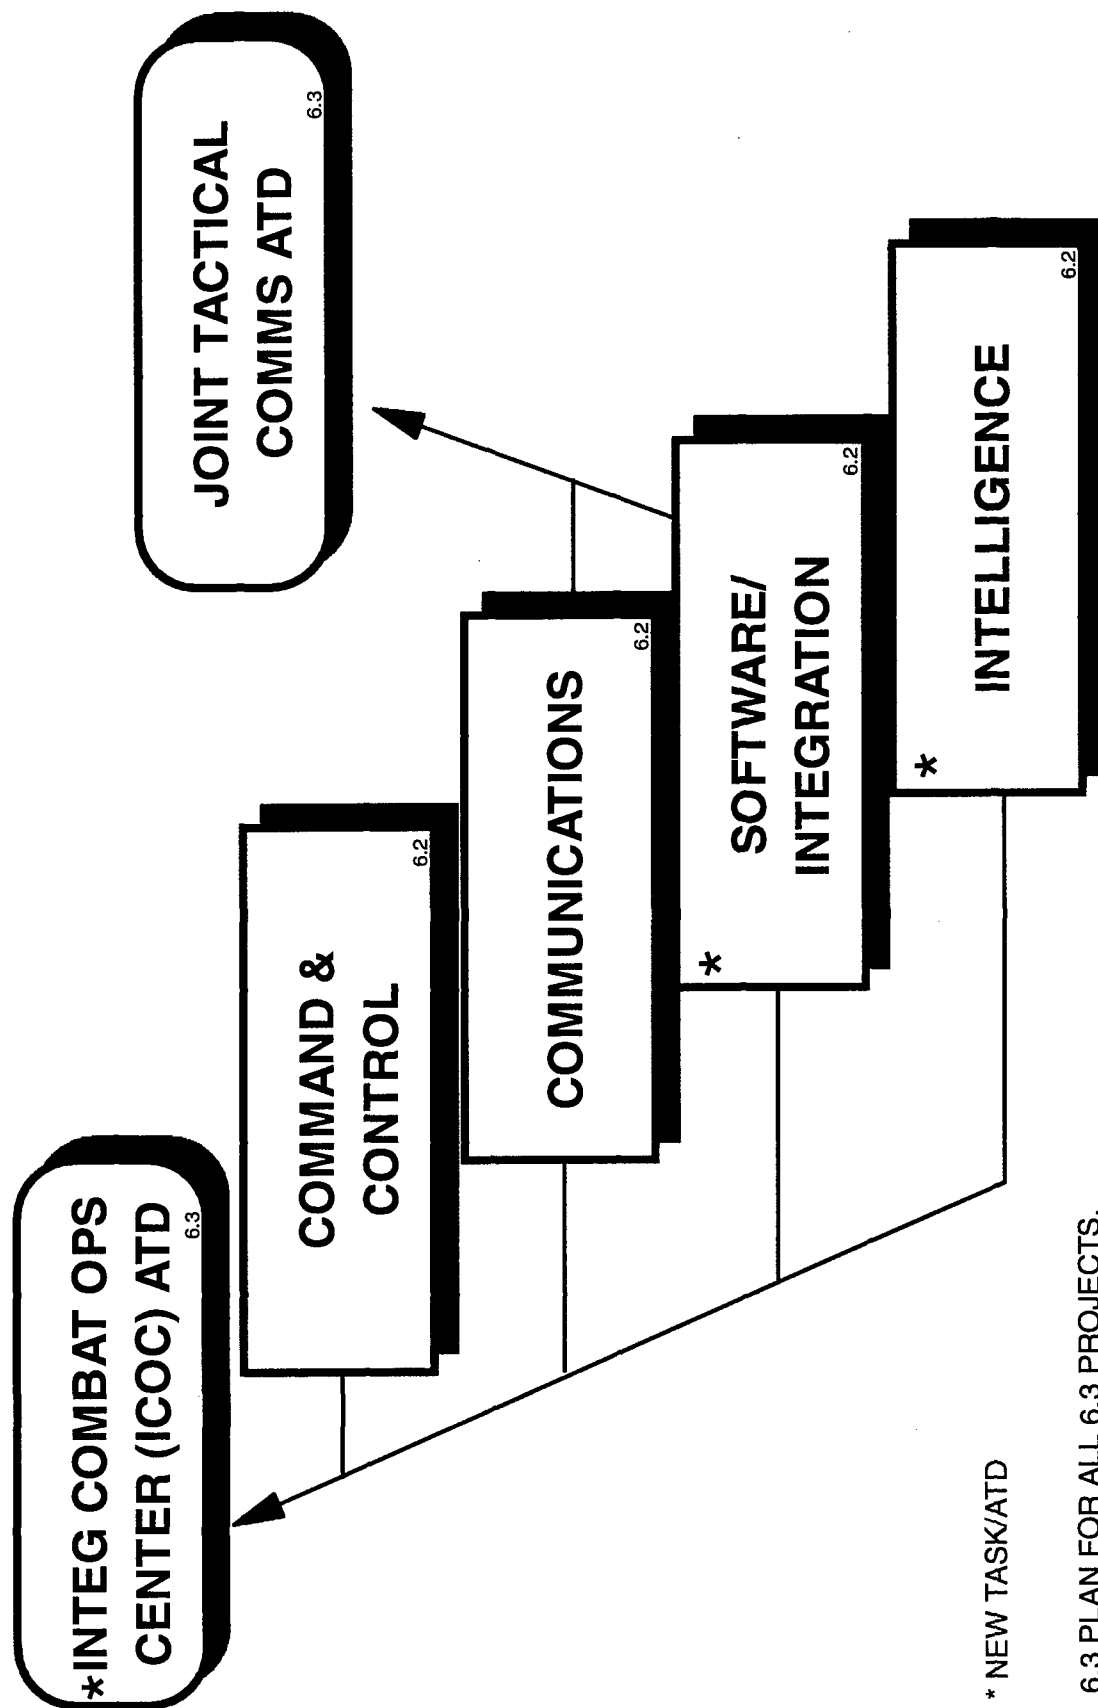 *INTEG COMBAT OPS
CENTER (ICOC) ATD
6.3
JOINT TACTICAL
COMMS ATD
6.3
COMMAND &
CONTROL
6.2
COMMUNICATIONS
6.2
*
SOFTWARE/
INTEGRATION
6.2
*
INTELLIGENCE
6.2
* NEW TASK/ATD
6.3 PLAN FOR ALL 6.3 PROJECTS.